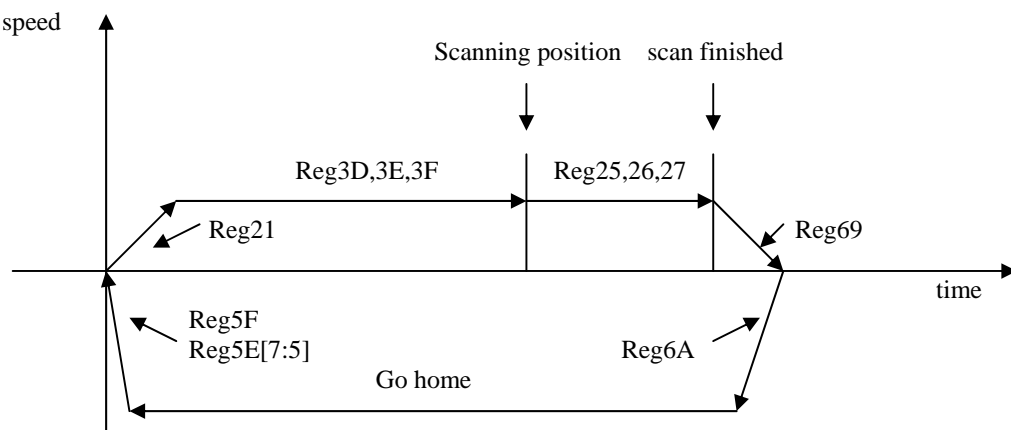 speed
Scanning position
scan finished
Reg3D,3E,3F
Reg25,26,27
Reg21
Reg69
time
Reg5F
Reg5E[7:5]
Reg6A
Go home